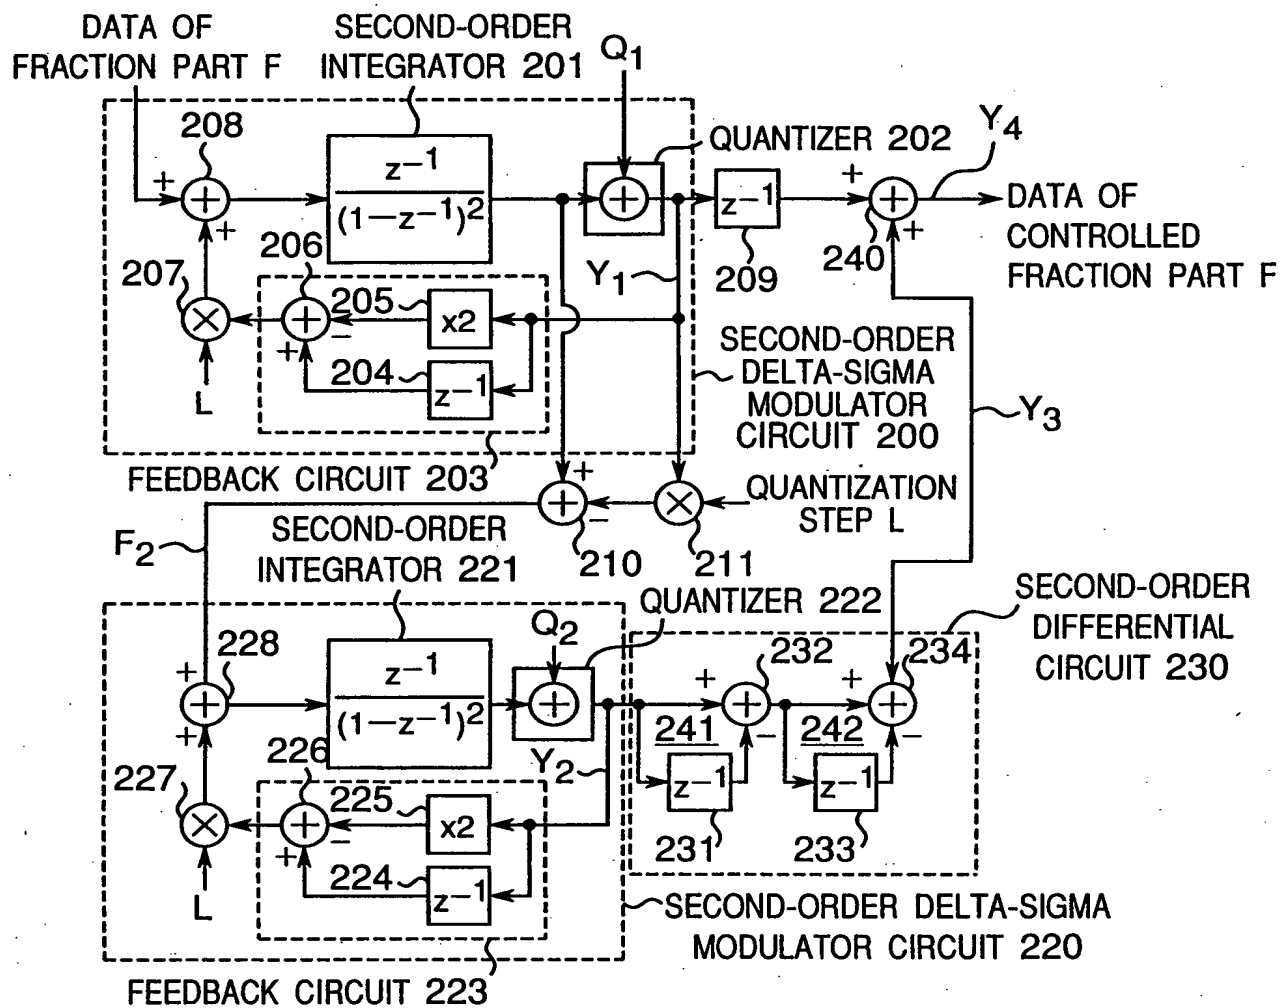 DATA OF
FRACTION PART F
SECOND-ORDER
INTEGRATOR 201
Q1
208
QUANTIZER 202
Y4
z−1
(1−z−1)2
z−1
209
240
DATA OF
CONTROLLED
FRACTION PART F
206
207
205
x2
Y1
204
z−1
L
SECOND-ORDER
DELTA-SIGMA
MODULATOR
CIRCUIT 200
Y3
FEEDBACK CIRCUIT 203
QUANTIZATION
STEP L
210
211
F2
SECOND-ORDER
INTEGRATOR 221
QUANTIZER 222
SECOND-ORDER
DIFFERENTIAL
CIRCUIT 230
228
Q2
232
234
z−1
(1−z−1)2
241
242
226
227
225
x2
Y2
z−1
231
z−1
233
224
z−1
L
SECOND-ORDER DELTA-SIGMA
MODULATOR CIRCUIT 220
FEEDBACK CIRCUIT 223